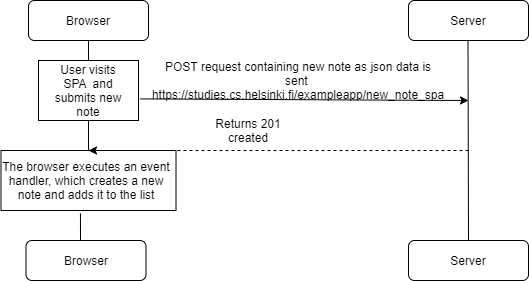 Browser
Server
User visits
SPA and
submits new
note
POST request containing new note as json data is
sent
https://studies.cs.helsinki.fi/exampleapp/new_note_spa
Returns 201
created
The browser executes an event
handler, which creates a new
note and adds it to the list
Browser
Server